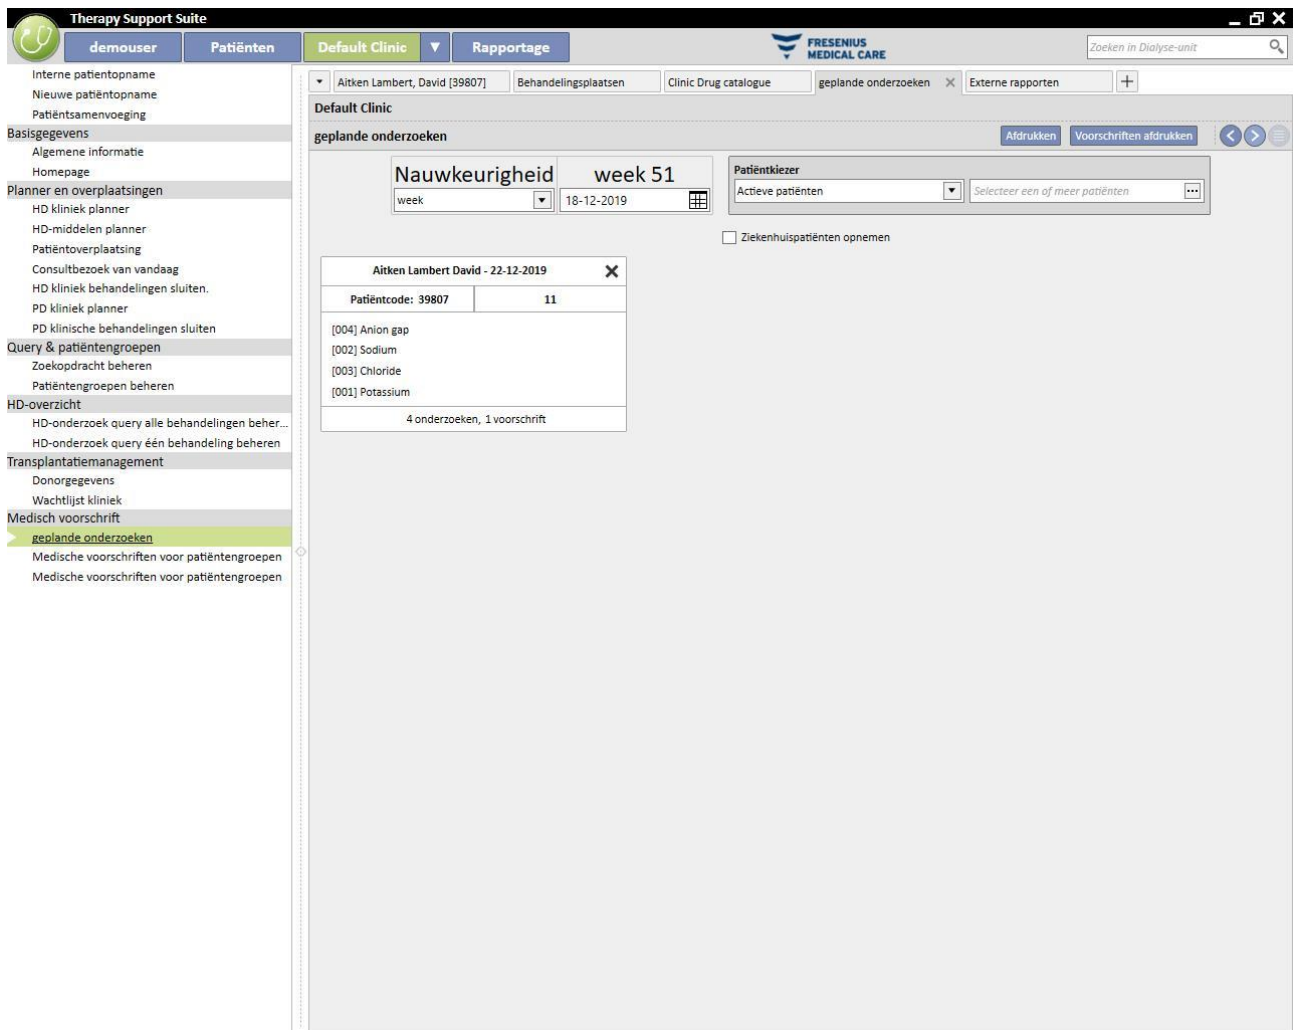 Therapy Support Suite
demouser Patiënten Default Clinic Rapportage
FRESENIUS
MEDICAL CARE
Zoeken in Dialyse-unit
Interne patientopname
Nieuwe patiëntopname
Patiëntsamenvoeging
Basisgegevens
Algemene informatie
Homepage
Planner en overplaatsingen
HD kliniek planner
HD-middelen planner
Patiëntoverplaatsing
Consultbezoek van vandaag
HD kliniek behandelingen sluiten.
PD kliniek planner
PD klinische behandelingen sluiten
Query & patiëntengroepen
Zoekopdracht beheren
Patiëntengroepen beheren
HD-overzicht
HD-onderzoek query alle behandelingen beher...
HD-onderzoek query één behandeling beheren
Transplantatiemanagement
Donorgegevens
Wachtlijst kliniek
Medisch voorschrift
geplande onderzoeken
Medische voorschriften voor patiëntengroepen
Medische voorschriften voor patiëntengroepen
Aitken Lambert, David [39807] Behandelingsplaatsen Clinic Drug catalogue geplande onderzoeken Externe rapporten
Default Clinic
geplande onderzoeken Afdrukken Voorschriften afdrukken
Nauwkeurigheid week 51
week 18-12-2019
Patiëntkiezer
Actieve patiënten Selecteer een of meer patiënten
Ziekenhuispatiënten opnemen
Aitken Lambert David - 22-12-2019
Patiëntcode: 39807 11
[004] Anion gap
[002] Sodium
[003] Chloride
[001] Potassium
4 onderzoeken, 1 voorschrift